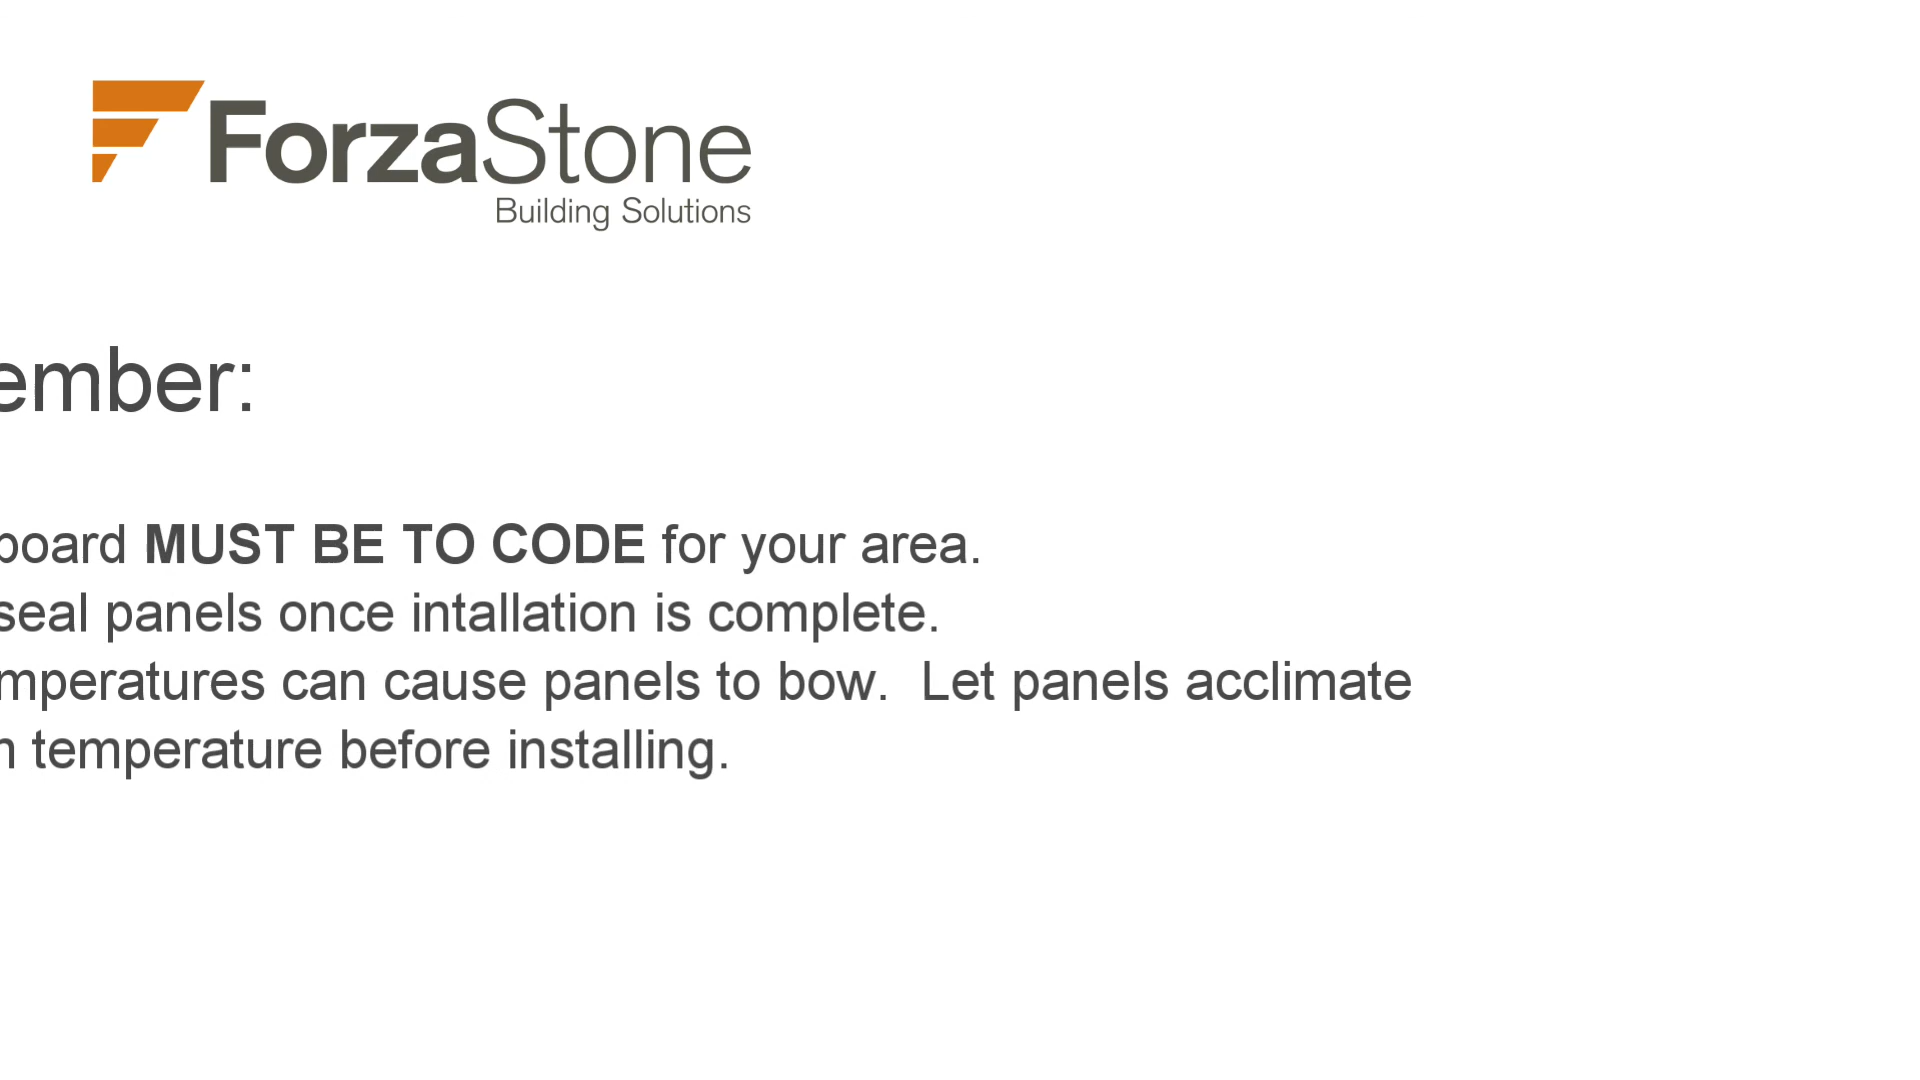 ForzaStone
Building Solutions
ember:
board MUST BE TO CODE for your area.
seal panels once intallation is complete.
mperatures can cause panels to bow.  Let panels acclimate
temperature before installing.